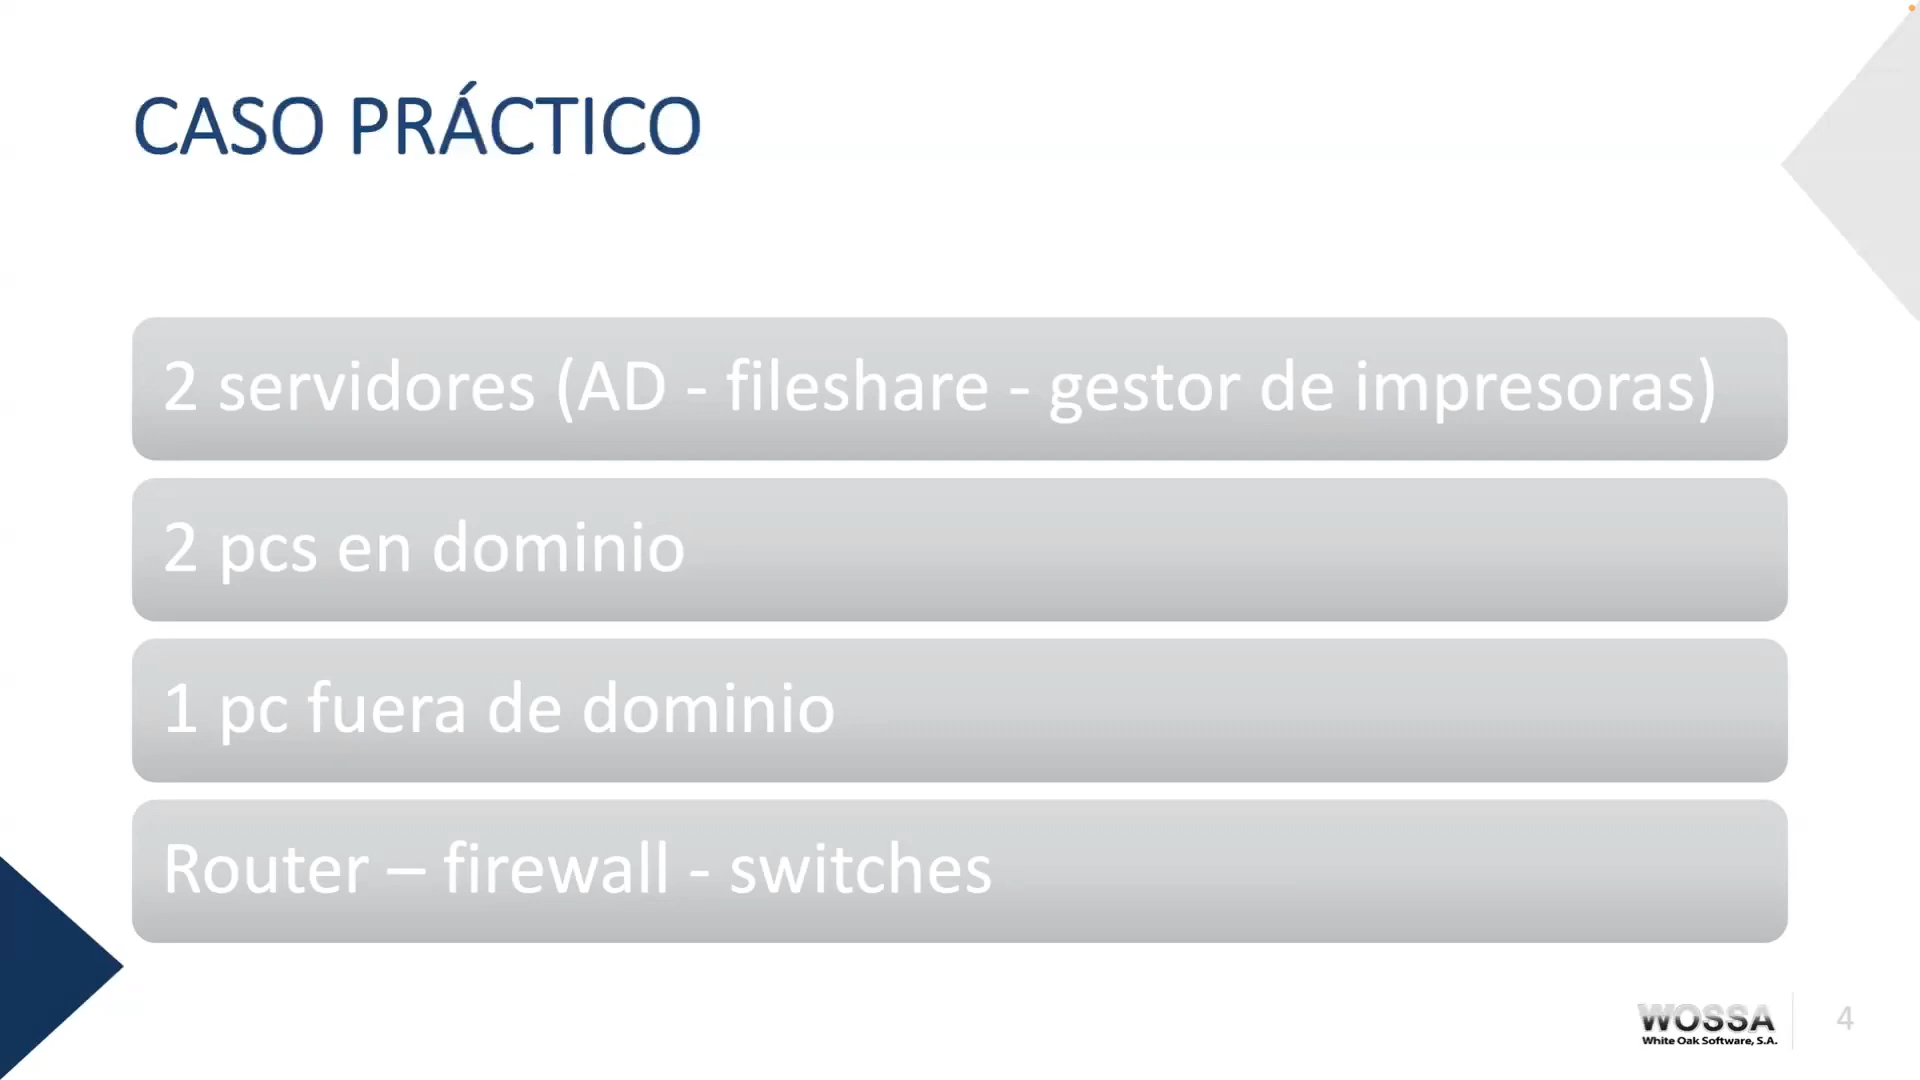 CASO PRÁCTICO
2 servidores (AD - fileshare - gestor de impresoras)
2 pcs en dominio
1 pc fuera de dominio
Router – firewall - switches
WOSSA
White Oak Software, S.A.
4